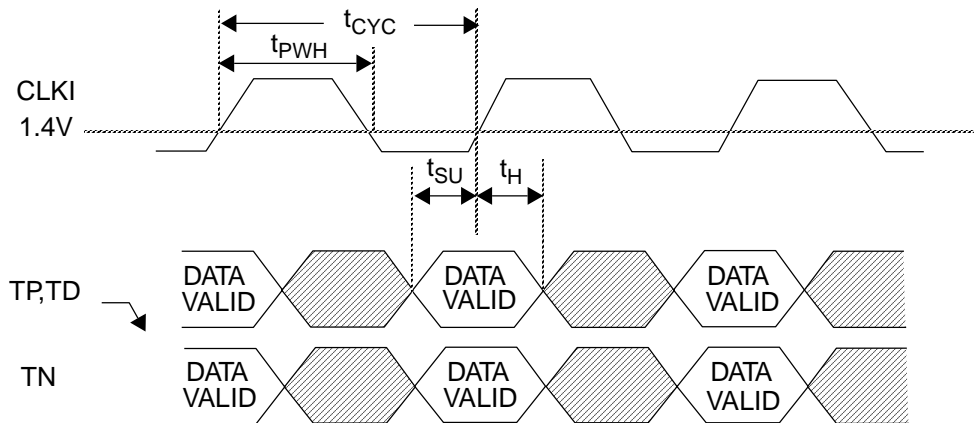 tCYC
tPWH
CLKI
1.4V
tSU
tH
TP,TD
DATA VALID
DATA VALID
DATA VALID
TN
DATA VALID
DATA VALID
DATA VALID